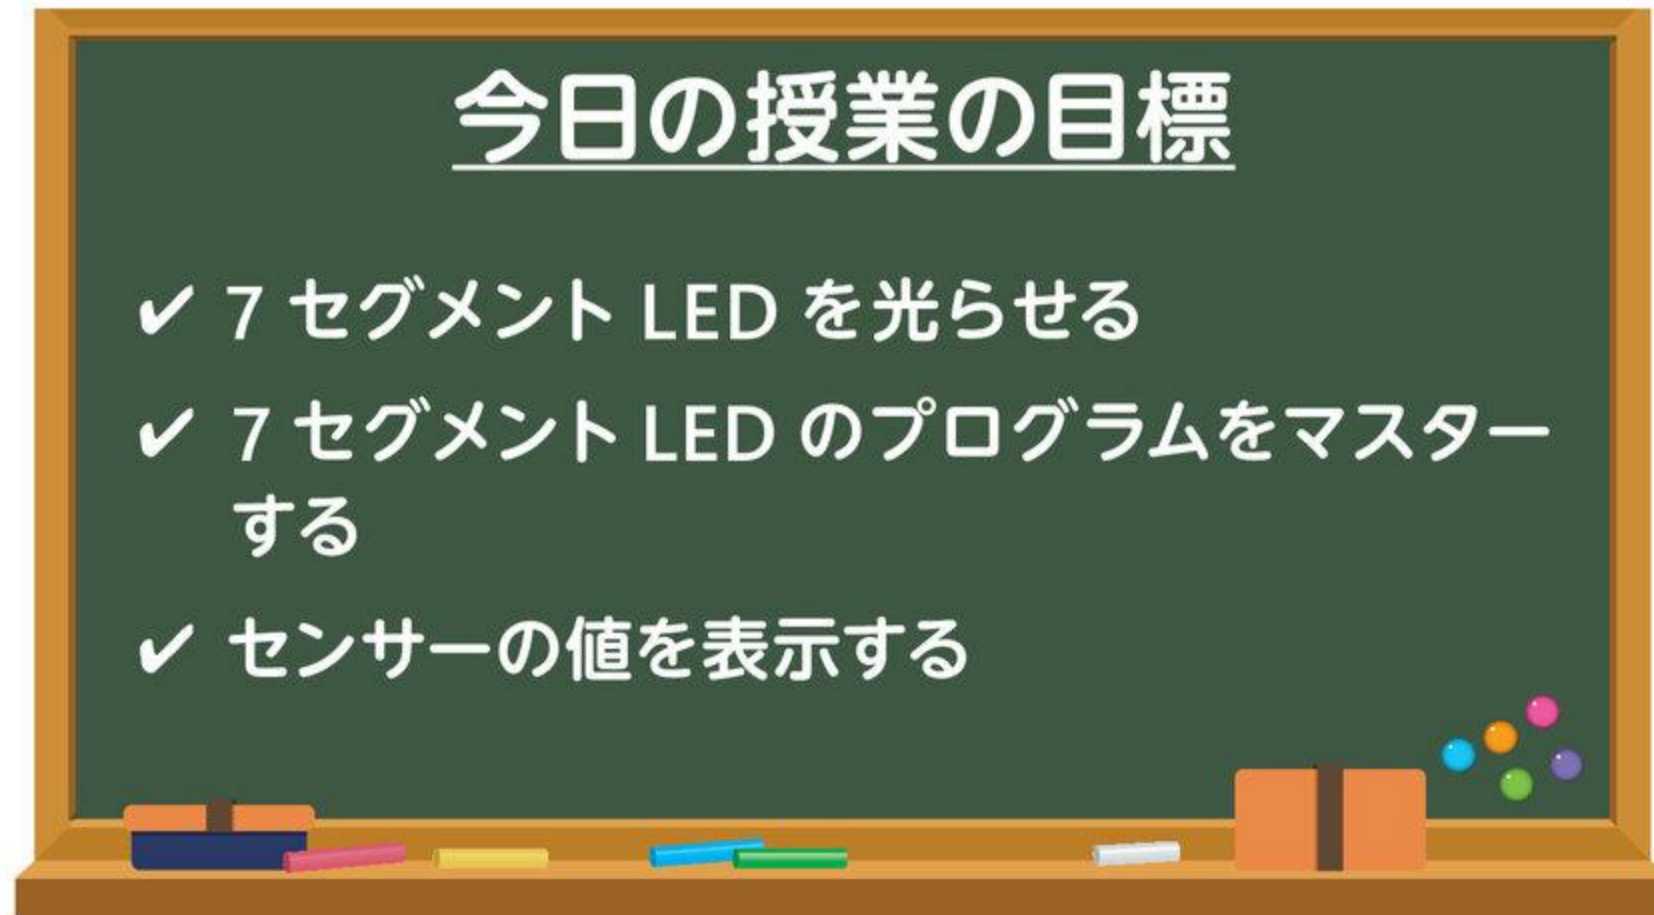 今日の授業の目標
✔ 7 セグメント LED を光らせる
✔ 7 セグメント LED のプログラムをマスター
する
✔ センサーの値を表示する